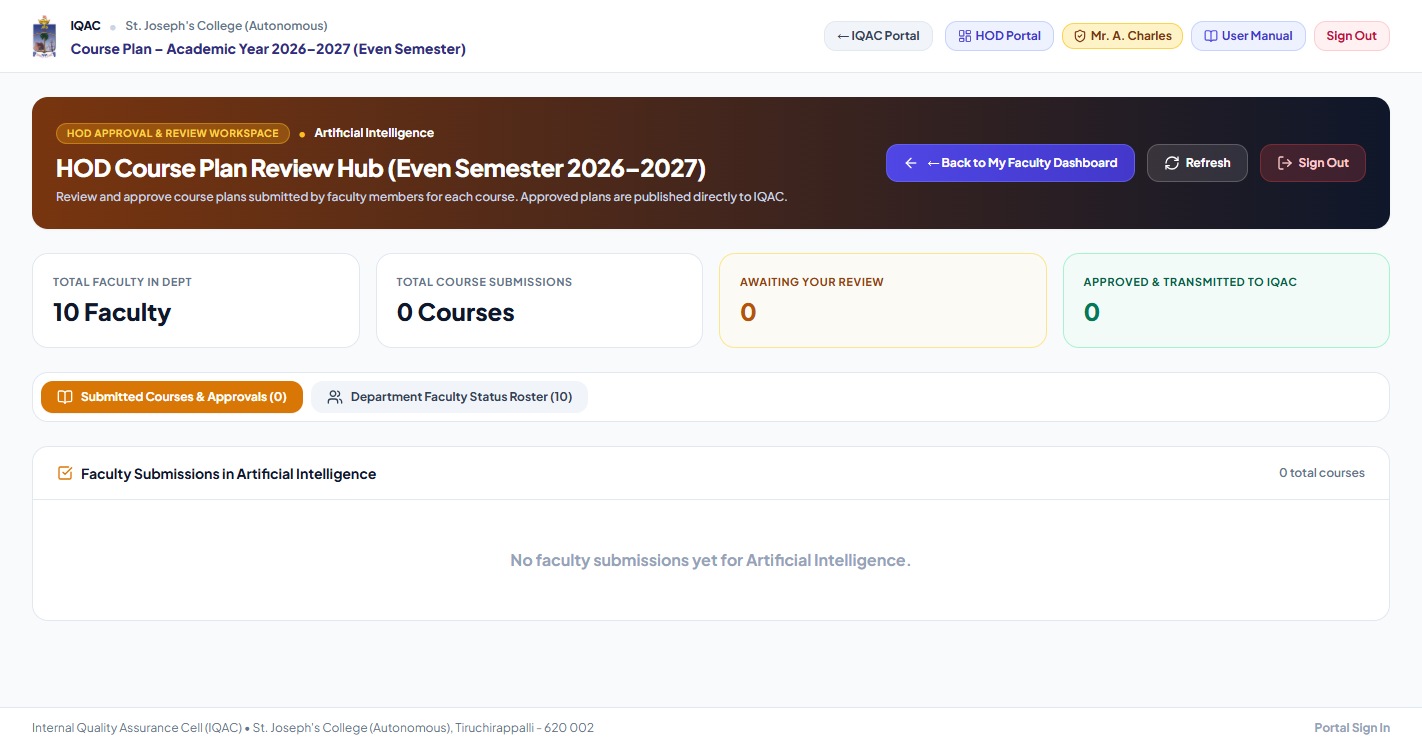 IQAC • St. Joseph's College (Autonomous)
Course Plan – Academic Year 2026–2027 (Even Semester)
← IQAC Portal
HOD Portal
Mr. A. Charles
User Manual
Sign Out
HOD APPROVAL & REVIEW WORKSPACE • Artificial Intelligence
HOD Course Plan Review Hub (Even Semester 2026–2027)
Review and approve course plans submitted by faculty members for each course. Approved plans are published directly to IQAC.
← ← Back to My Faculty Dashboard
Refresh
Sign Out
TOTAL FACULTY IN DEPT
10 Faculty
TOTAL COURSE SUBMISSIONS
0 Courses
AWAITING YOUR REVIEW
0
APPROVED & TRANSMITTED TO IQAC
0
Submitted Courses & Approvals (0)
Department Faculty Status Roster (10)
Faculty Submissions in Artificial Intelligence
0 total courses
No faculty submissions yet for Artificial Intelligence.
Internal Quality Assurance Cell (IQAC) • St. Joseph's College (Autonomous), Tiruchirappalli - 620 002
Portal Sign In